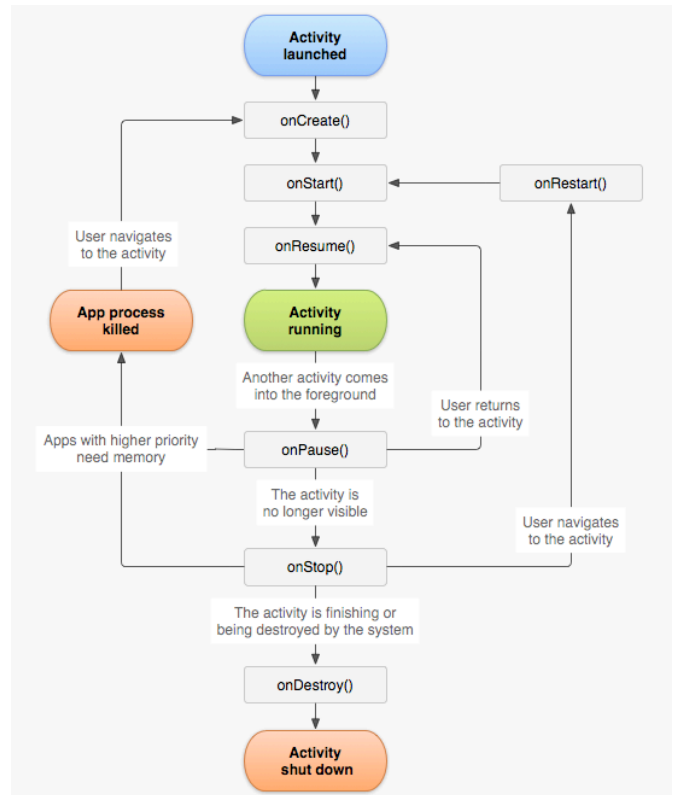 Activity
launched
onCreate()
onStart()
onRestart()
User navigates
to the activity
onResume()
App process
killed
Activity
running
Another activity comes
into the foreground
User returns
to the activity
Apps with higher priority
need memory
onPause()
The activity is
no longer visible
User navigates
to the activity
onStop()
The activity is finishing or
being destroyed by the system
onDestroy()
Activity
shut down